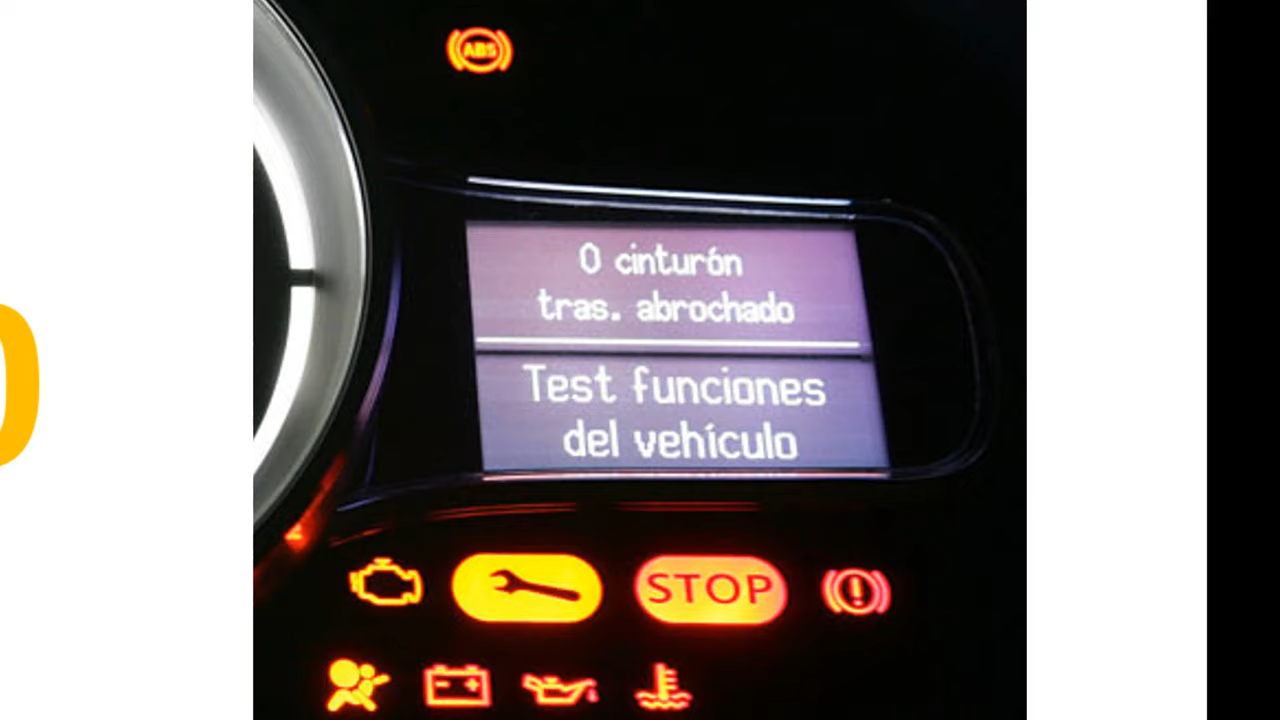 ABS
0 cinturón
tras. abrochado
Test funciones
del vehículo
STOP